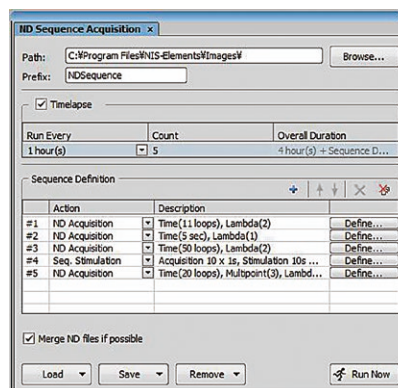 ND Sequence Acquisition ×
Path: C:¥Program Files¥NIS-Elements¥Images¥ Browse...
Prefix: NDSequence
Timelapse
Run Every Count Overall Duration
1 hour(s) 5 4 hour(s) + Sequence D...
Sequence Definition
Action Description
#1 ND Acquisition Time(11 loops), Lambda(2) Define...
#2 ND Acquisition Time(5 sec), Lambda(1) Define...
#3 ND Acquisition Time(50 loops), Lambda(2) Define...
#4 Seq. Stimulation Acquisition 10 x 1s, Stimulation 10s ... Define...
#5 ND Acquisition Time(20 loops), Multipoint(3), Lambd... Define...
Merge ND files if possible
Load Save Remove Run Now